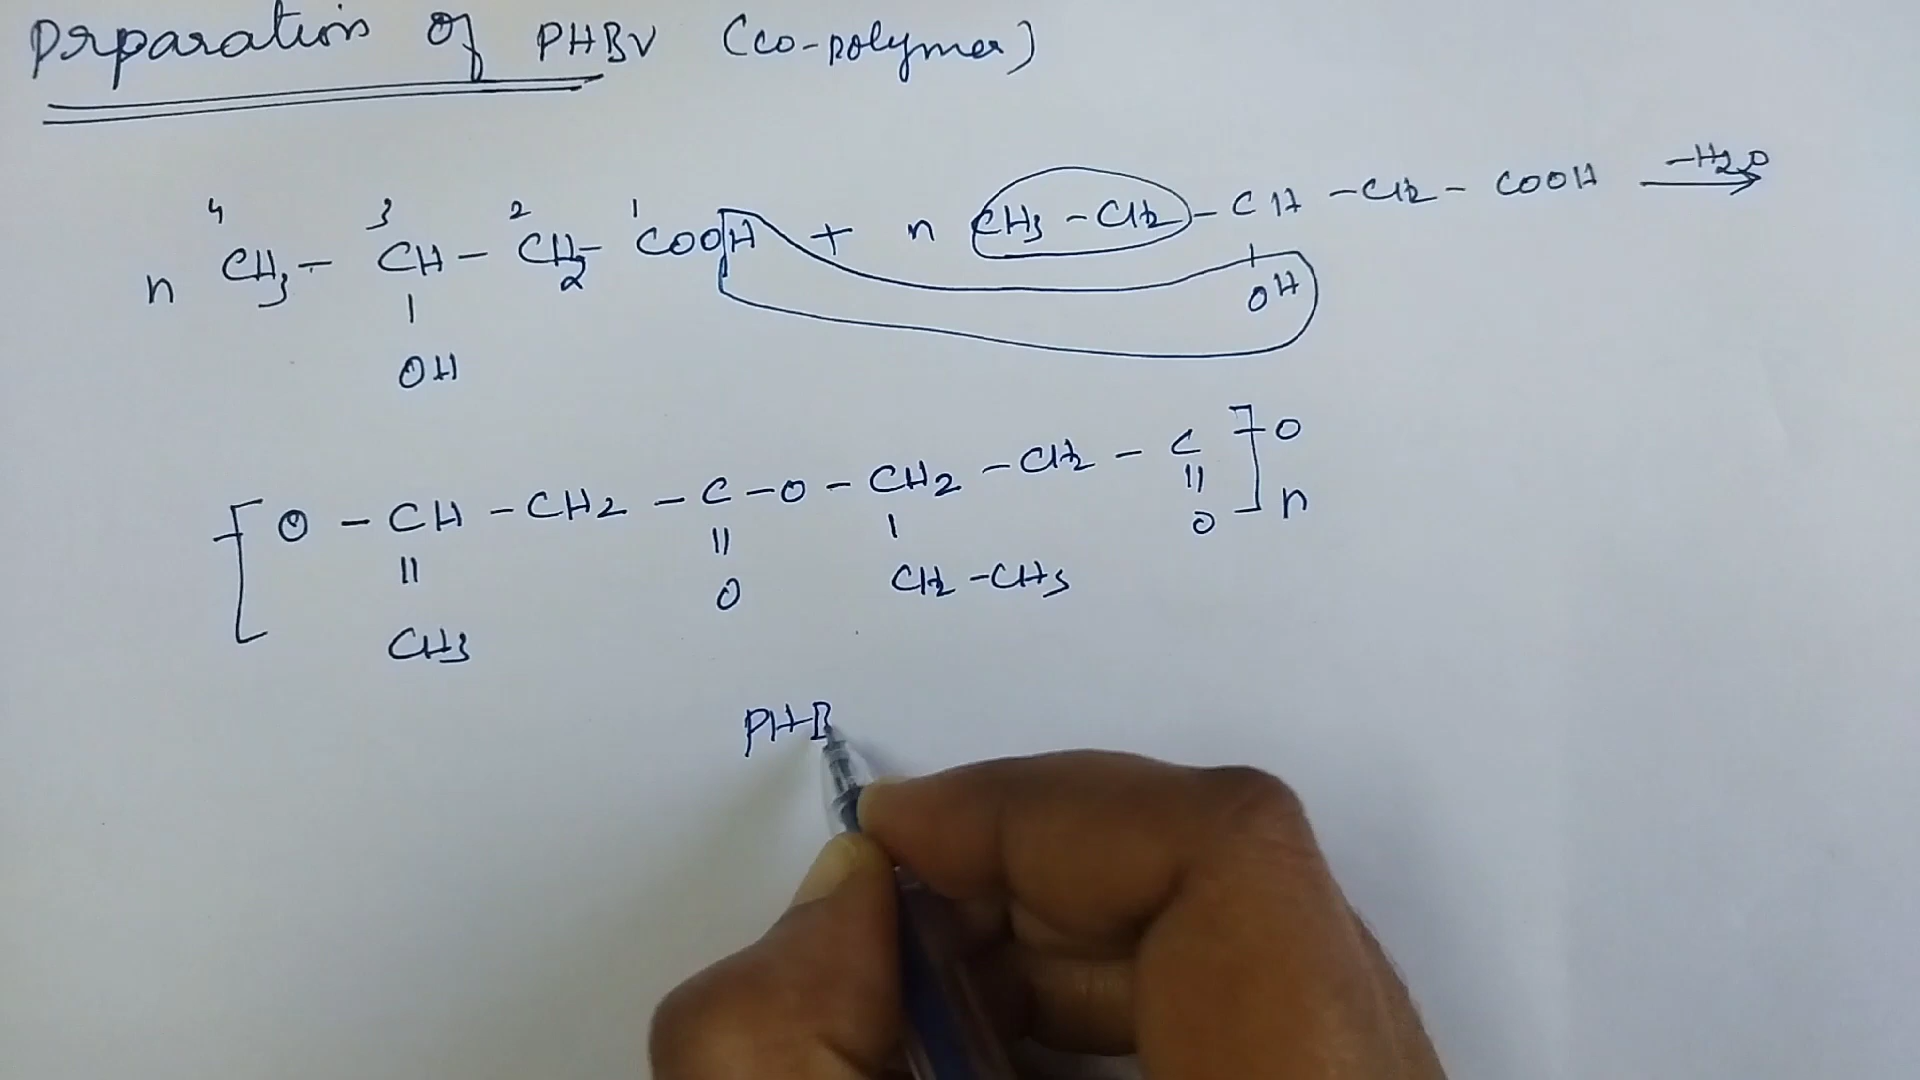 Prparation of PHBV (co-polymer)
4 3 2 1
n CH3 - CH - CH2 - COOH + n CH3 - CH2 - CH - CH2 - COOH -H2O
OH OH
[O - CH - CH2 - C - O - CH2 - CH2 - C] O
|| || | || n
CH3 O CH2 - CH3 O
PHB